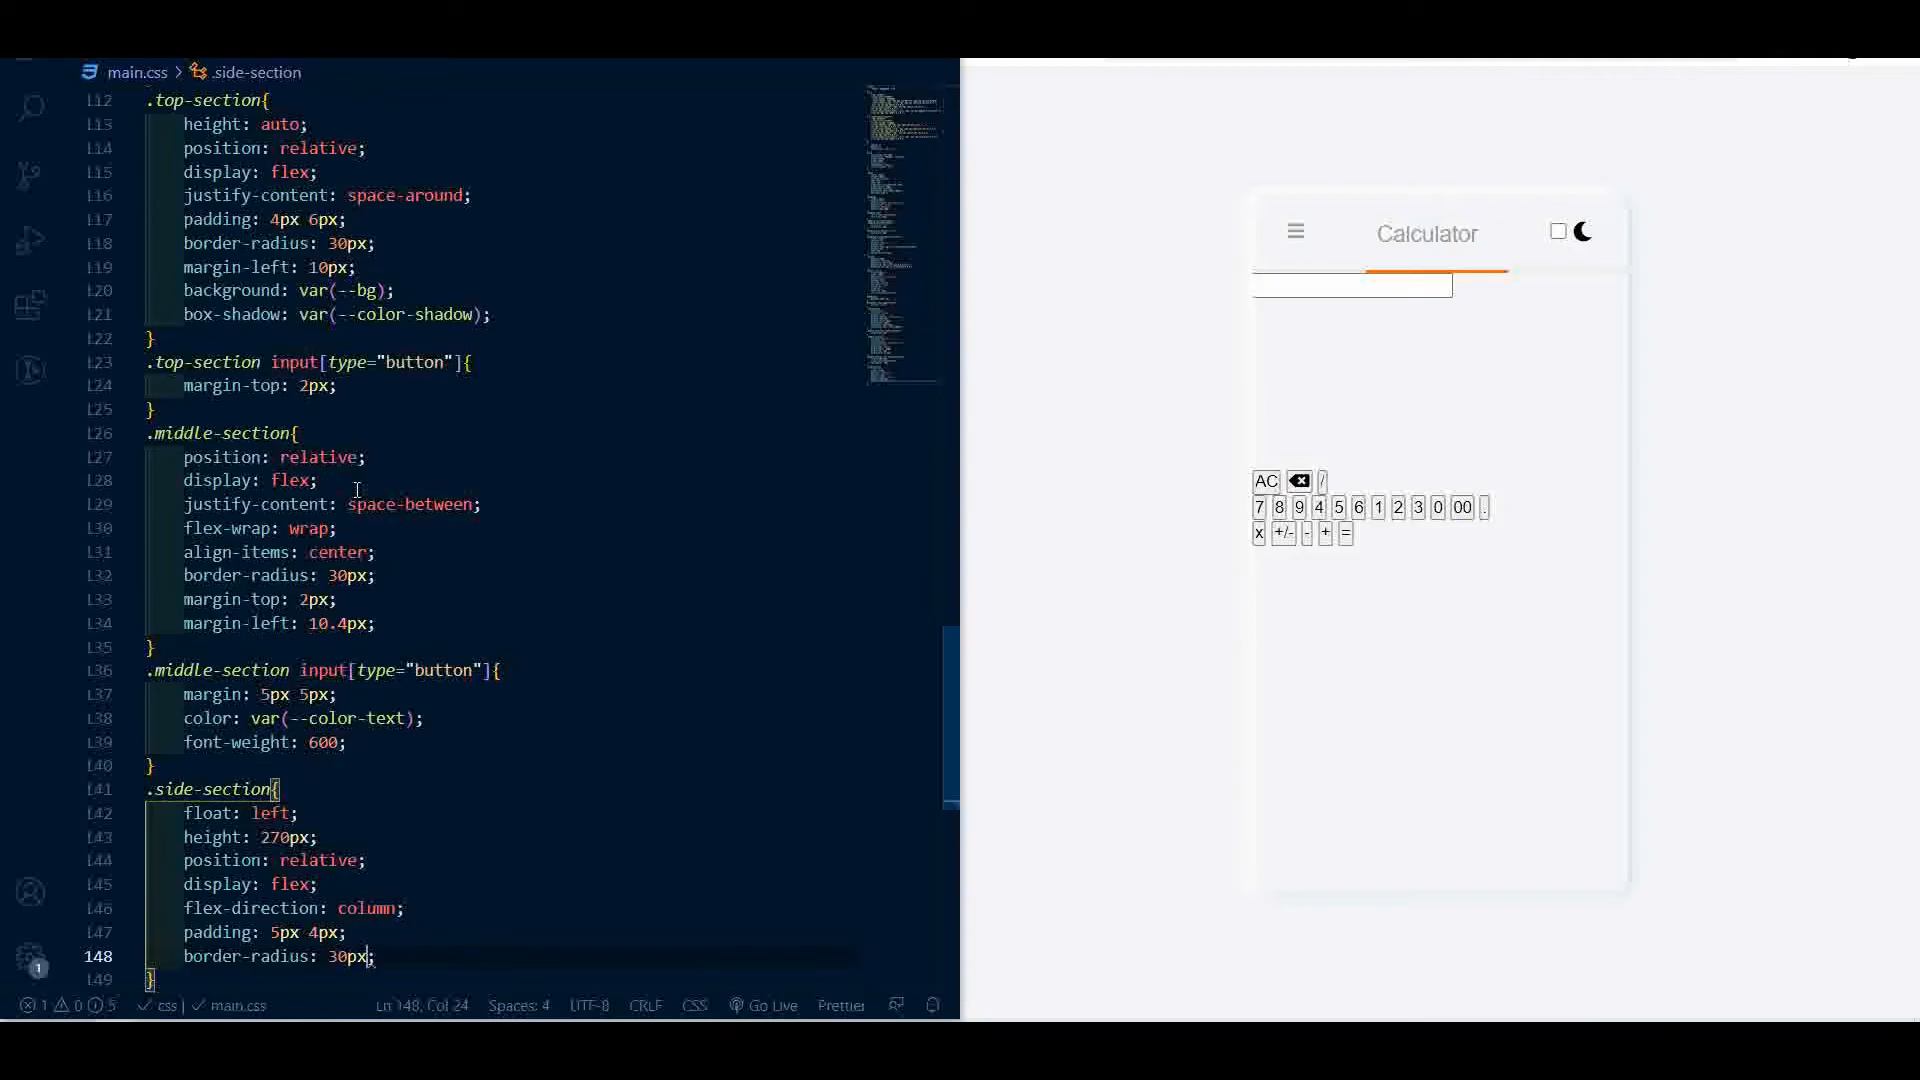 main.css > .side-section
112 .top-section{
113 height: auto;
114 position: relative;
115 display: flex;
116 justify-content: space-around;
117 padding: 4px 6px;
118 border-radius: 30px;
119 margin-left: 10px;
120 background: var(--bg);
121 box-shadow: var(--color-shadow);
122 }
123 .top-section input[type="button"]{
124 margin-top: 2px;
125 }
126 .middle-section{
127 position: relative;
128 display: flex;
129 justify-content: space-between;
130 flex-wrap: wrap;
131 align-items: center;
132 border-radius: 30px;
133 margin-top: 2px;
134 margin-left: 10.4px;
135 }
136 .middle-section input[type="button"]{
137 margin: 5px 5px;
138 color: var(--color-text);
139 font-weight: 600;
140 }
141 .side-section{
142 float: left;
143 height: 270px;
144 position: relative;
145 display: flex;
146 flex-direction: column;
147 padding: 5px 4px;
148 border-radius: 30px;
149 }
1
1 0 5 css | main.css Ln 148, Col 24 Spaces: 4 UTF-8 CRLF CSS Go Live Prettier
Calculator
AC /
7 8 9 4 5 6 1 2 3 0 00 .
x +/- - + =